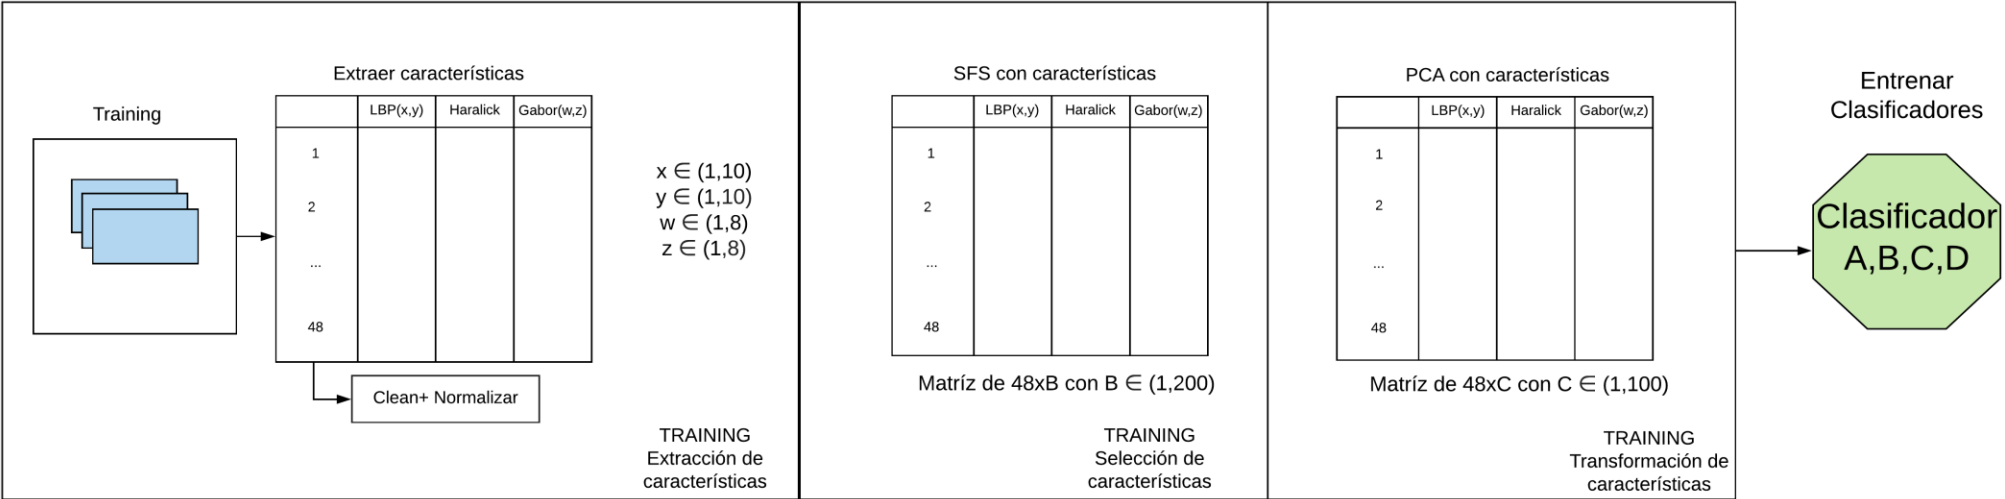 Training
Extraer características
LBP(x,y) Haralick Gabor(w,z)
1
2
...
48
Clean+ Normalizar
x ∈ (1,10)
y ∈ (1,10)
w ∈ (1,8)
z ∈ (1,8)
TRAINING
Extracción de
características
SFS con características
LBP(x,y) Haralick Gabor(w,z)
1
2
...
48
Matríz de 48xB con B ∈ (1,200)
TRAINING
Selección de
características
PCA con características
LBP(x,y) Haralick Gabor(w,z)
1
2
...
48
Matríz de 48xC con C ∈ (1,100)
TRAINING
Transformación de
características
Entrenar
Clasificadores
Clasificador
A,B,C,D